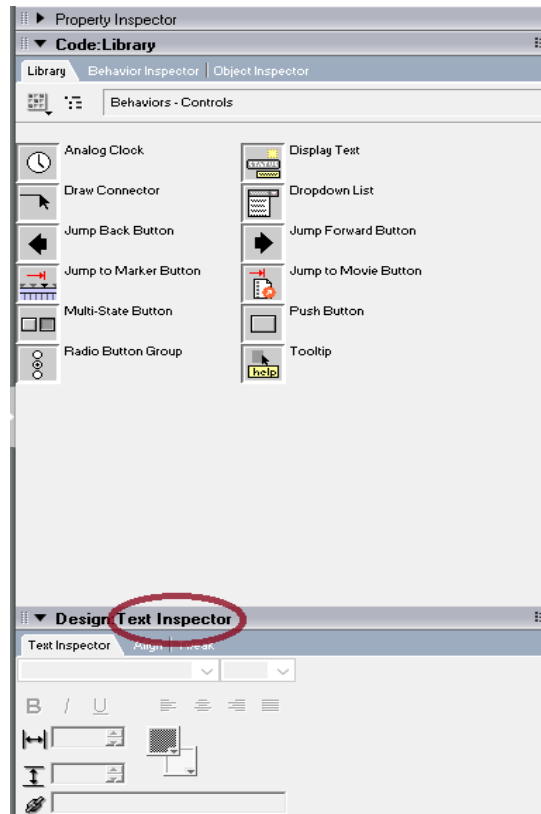 Property Inspector
Code:Library
Library Behavior Inspector Object Inspector
Behaviors - Controls
Analog Clock Display Text
STATUS
Draw Connector Dropdown List
Jump Back Button Jump Forward Button
Jump to Marker Button Jump to Movie Button
Multi-State Button Push Button
Radio Button Group Tooltip
help
Design Text Inspector
Text Inspector Align Tweak
B I U